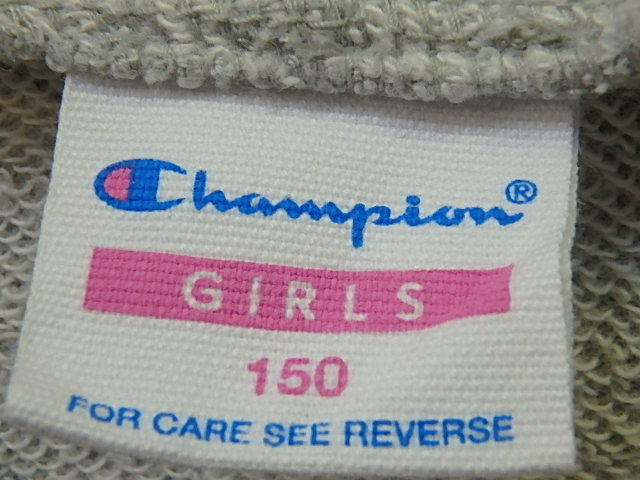 Champion®
GIRLS
150
FOR CARE SEE REVERSE